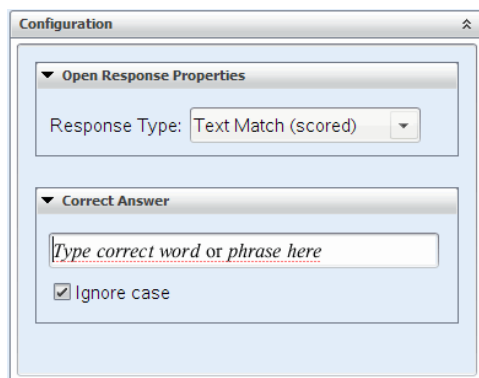 Configuration
Open Response Properties
Response Type: Text Match (scored)
Correct Answer
Type correct word or phrase here
Ignore case